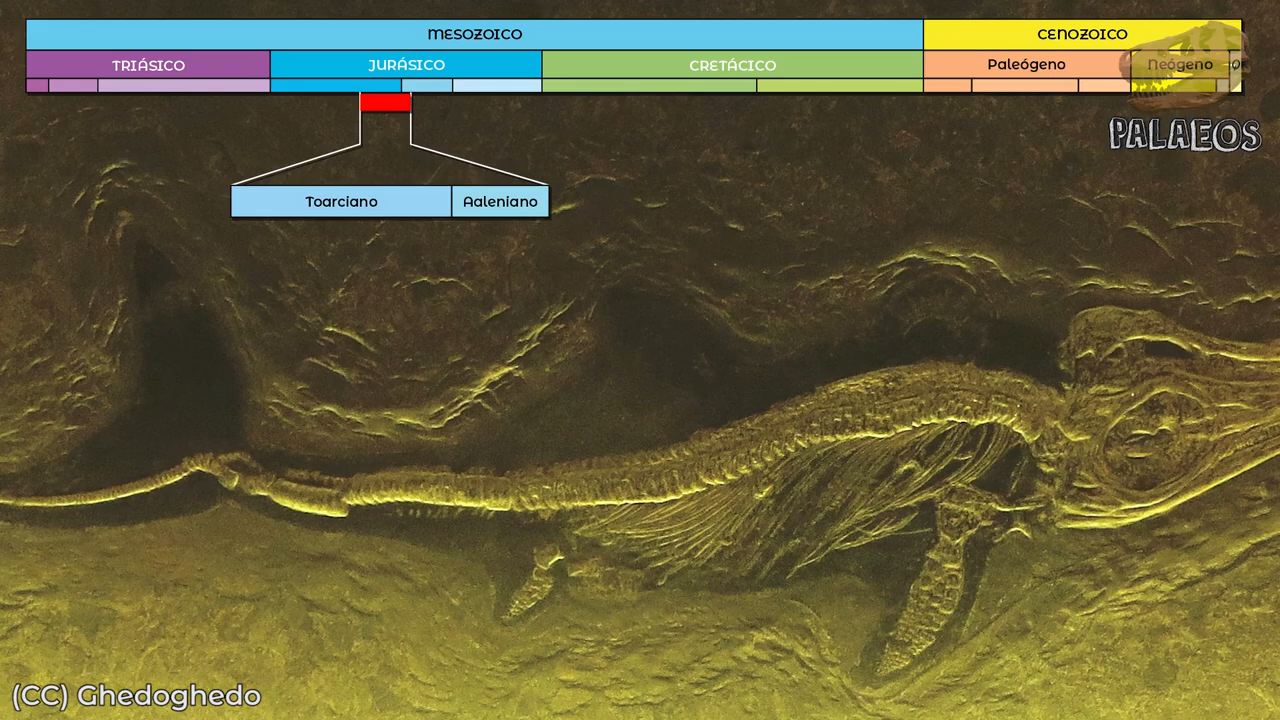 MESOZOICO CENOZOICO
TRIÁSICO JURÁSICO CRETÁCICO Paleógeno Neógeno Q
Toarciano Aaleniano
PALAEOS
(CC) Ghedoghedo